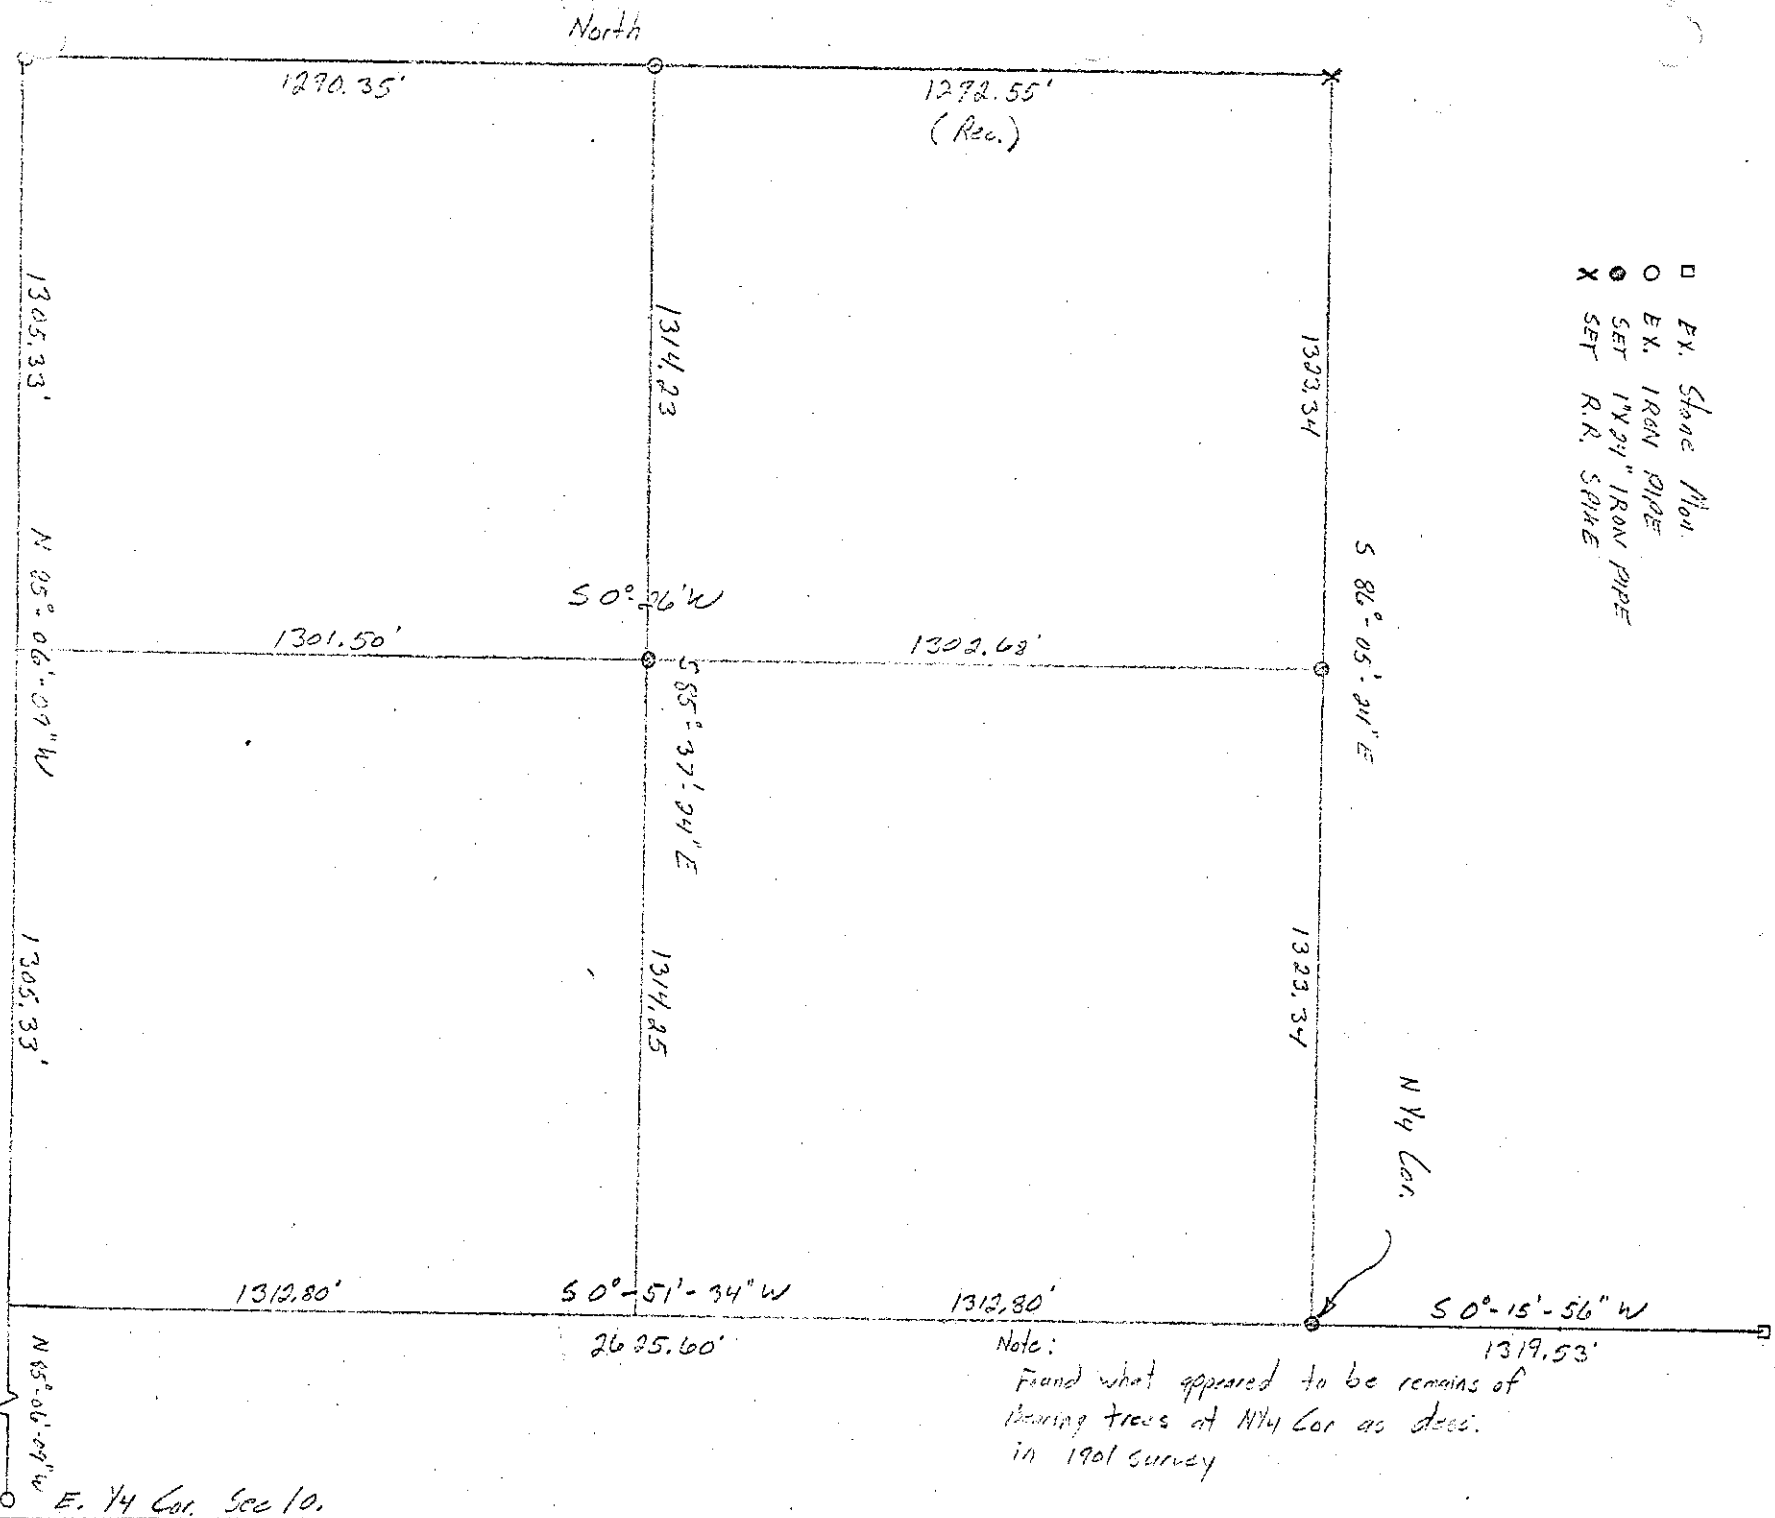 North
1290.35'
1292.55'
(Rec.)
□ EX. Stone Mon.
○ EX. IRON PIPE
SET 1"X24" IRON PIPE
X SET R.R. SPIKE
1305.33'
1314.23
1323.34
N 85°-06'-09" W
S 0°-26' W
1301.50'
1302.68'
S 86°-05'-24" E
S 85°-37'-24" E
1305.33'
1314.25
1323.34
N 1/4 Cor.
1312.80'
S 0°-51'-34" W
1312.80'
S 0°-15'-56" W
2625.60'
1319.53'
Note:
Found what appeared to be remains of
bearing trees at N1/4 Cor as desc.
in 1901 survey
N 85°-06'-09" W
E. 1/4 Cor. Sec 10.